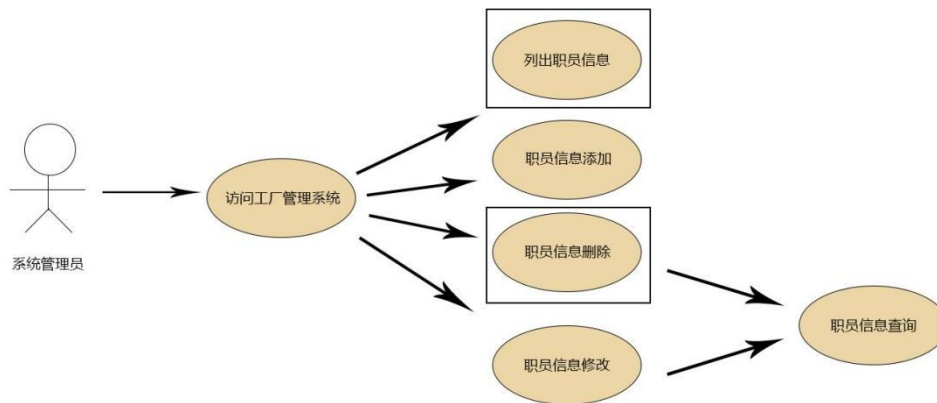 列出职员信息
职员信息添加
访问工厂管理系统
职员信息删除
系统管理员
职员信息查询
职员信息修改